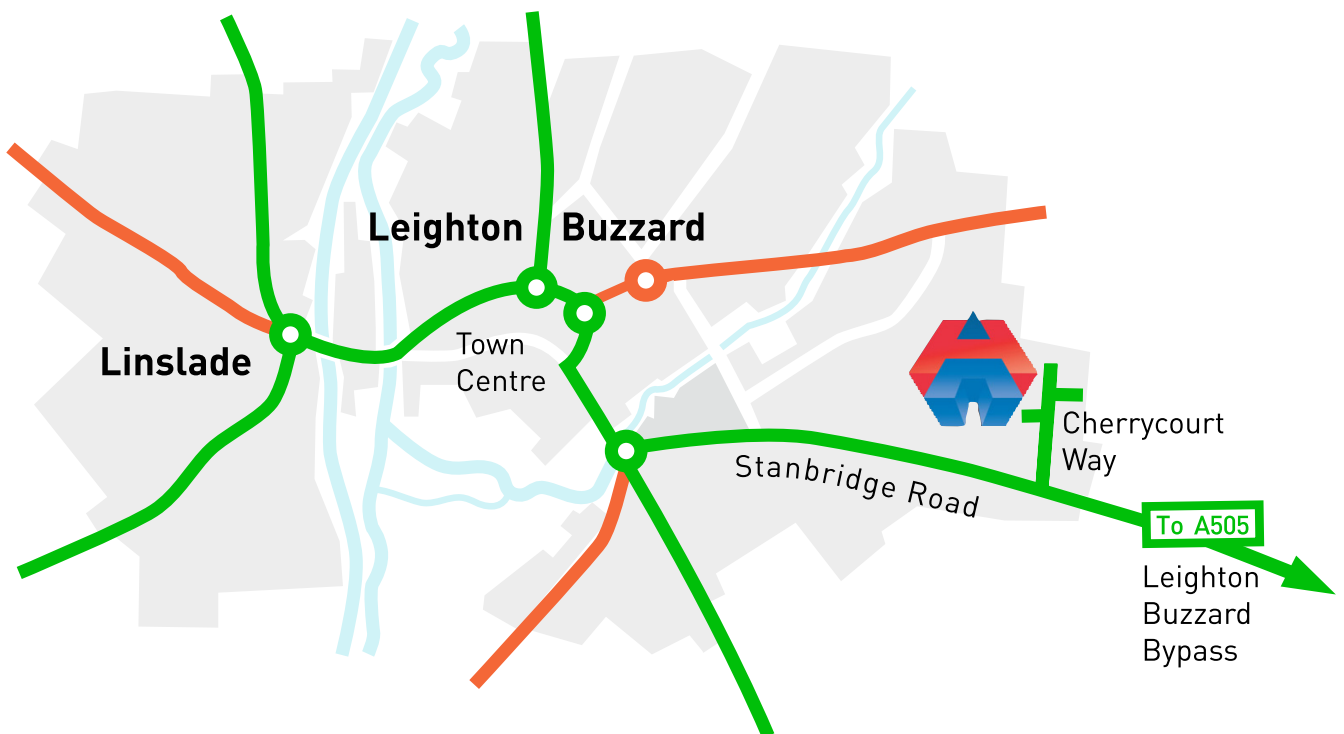 Leighton Buzzard
Linslade
Town
Centre
Cherrycourt
Way
Stanbridge Road
To A505
Leighton
Buzzard
Bypass